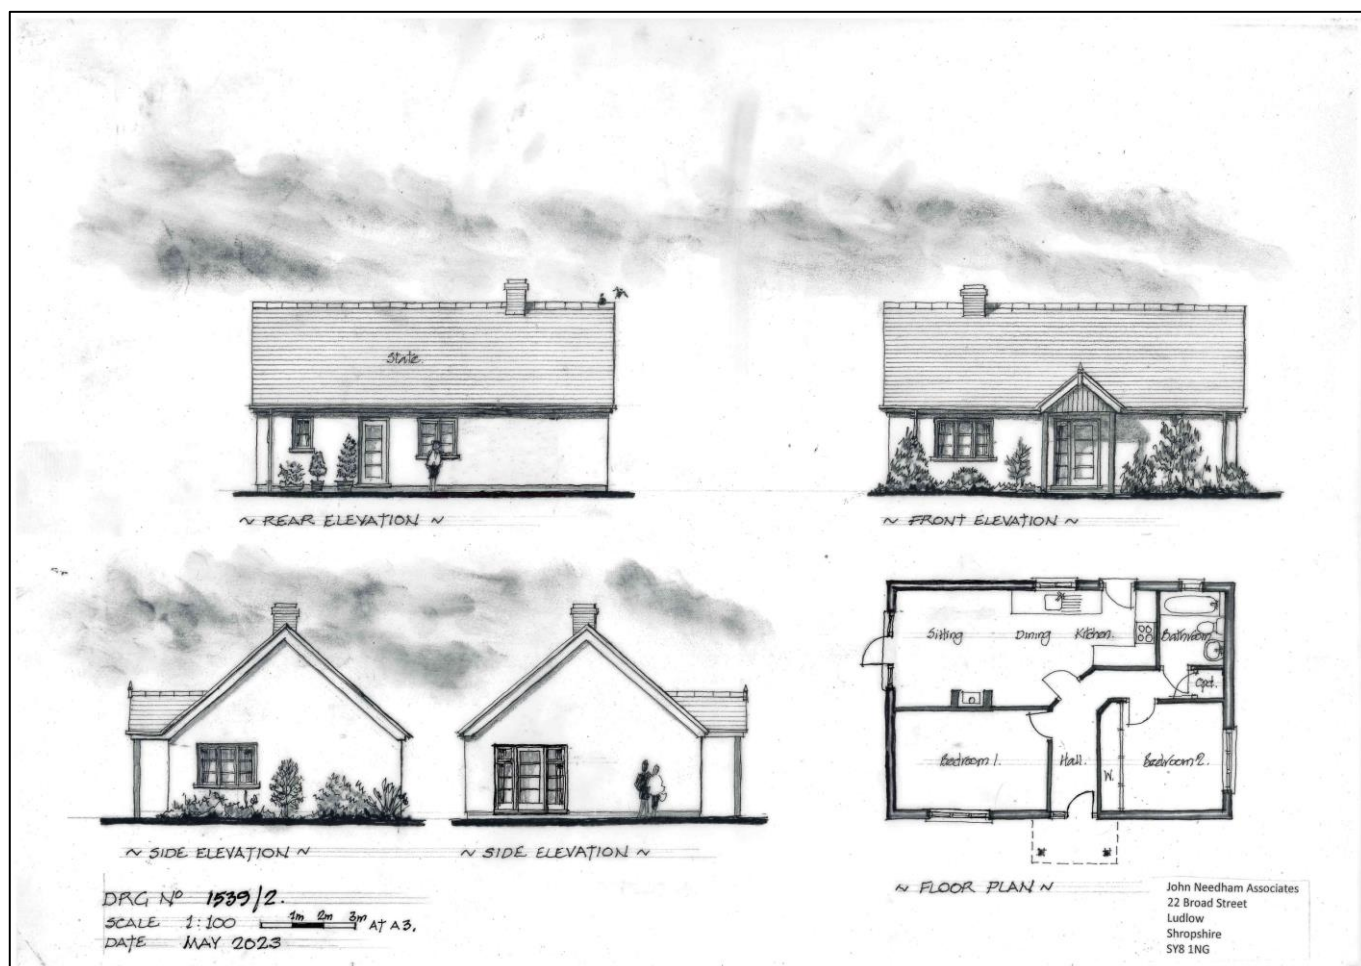 Slate.
~ REAR ELEVATION ~
~ FRONT ELEVATION ~
~ SIDE ELEVATION ~
~ SIDE ELEVATION ~
Sitting
Dining
Kitchen.
Bathroom
Cpd.
Bedroom 1.
Hall.
W.
Bedroom 2.
~ FLOOR PLAN ~
DRG Nº 1539/2.
SCALE 1:100 1m 2m 3m AT A3.
DATE MAY 2023
John Needham Associates
22 Broad Street
Ludlow
Shropshire
SY8 1NG